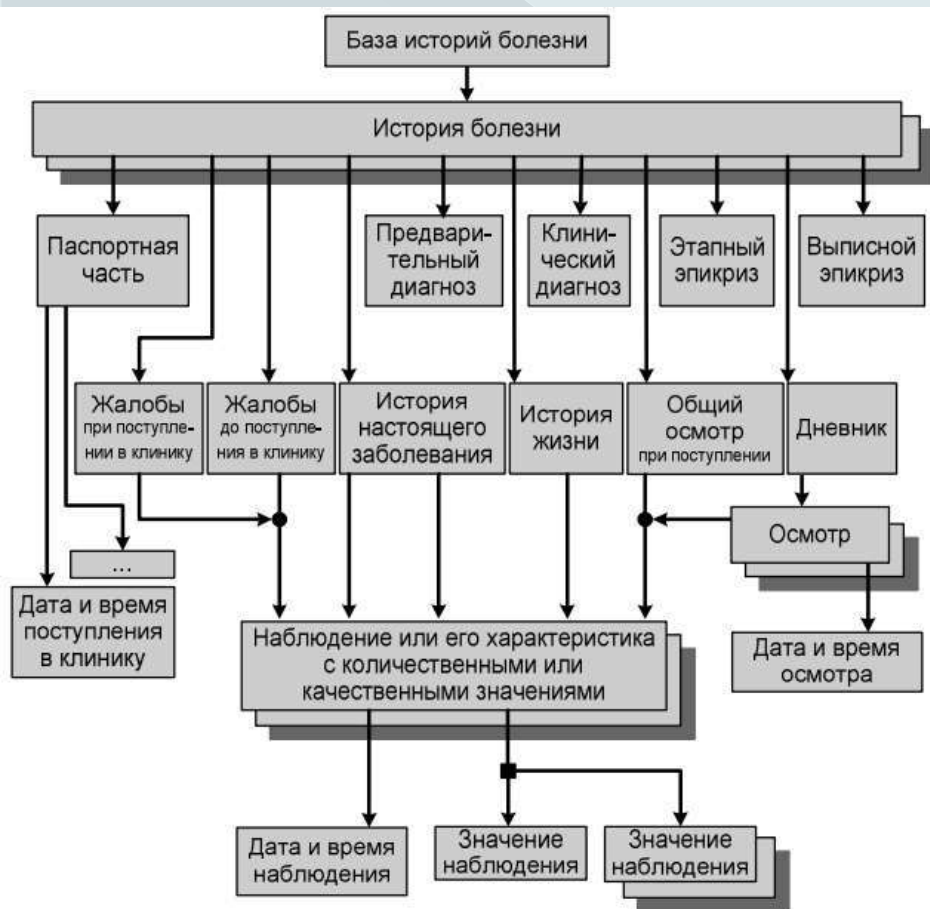 База историй болезни
История болезни
Паспортная
часть
Предвари-
тельный
диагноз
Клини-
ческий
диагноз
Этапный
эпикриз
Выписной
эпикриз
Жалобы
при поступле-
нии в клинику
Жалобы
до поступле-
ния в клинику
История
настоящего
заболевания
История
жизни
Общий
осмотр
при поступлении
Дневник
Осмотр
...
Дата и время
поступления
в клинику
Наблюдение или его характеристика
с количественными или
качественными значениями
Дата и время
осмотра
Дата и время
наблюдения
Значение
наблюдения
Значение
наблюдения